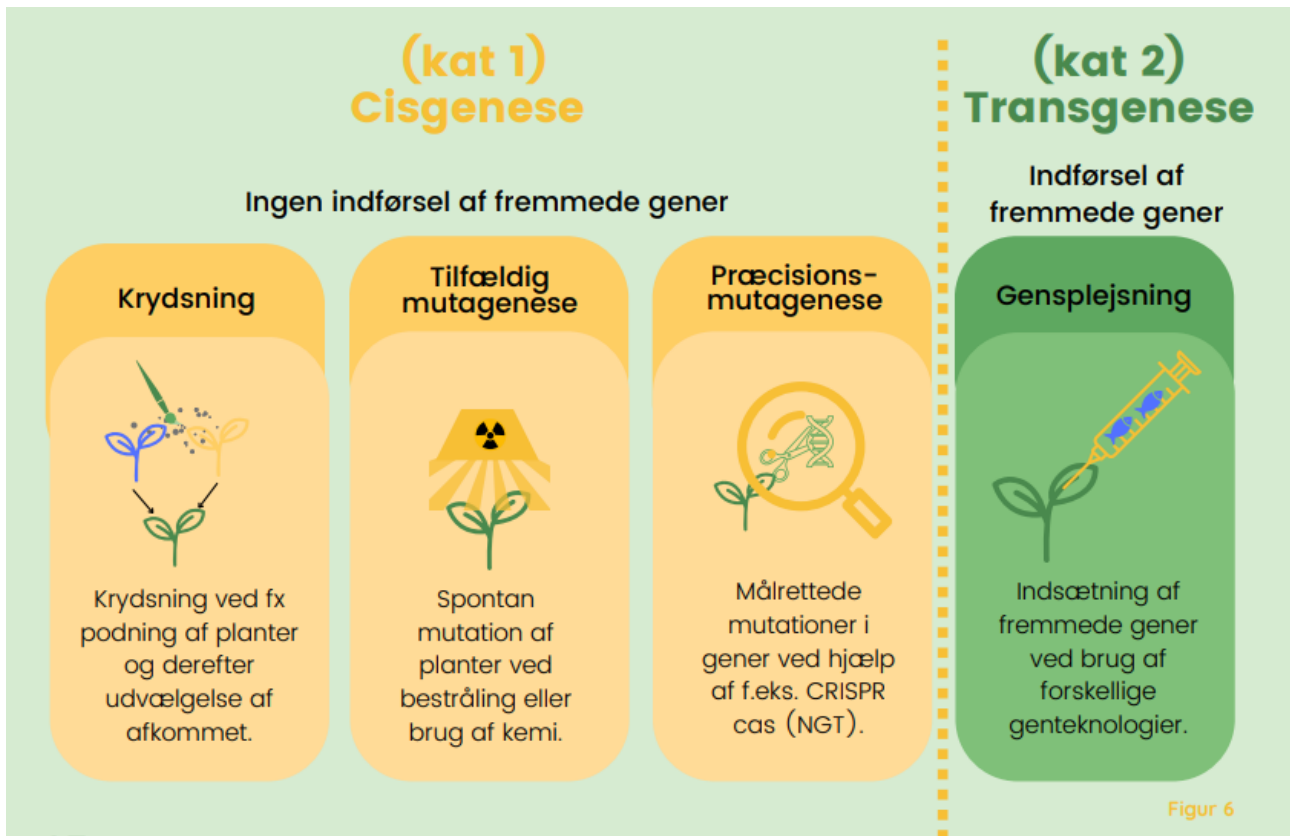 (kat 1)
Cisgenese
(kat 2)
Transgenese
Ingen indførsel af fremmede gener
Indførsel af
fremmede gener
Krydsning
Krydsning ved fx
podning af planter
og derefter
udvælgelse af
afkommet.
Tilfældig
mutagenese
Spontan
mutation af
planter ved
bestråling eller
brug af kemi.
Præcisions-
mutagenese
Målrettede
mutationer i
gener ved hjælp
af f.eks. CRISPR
cas (NGT).
Gensplejsning
Indsætning af
fremmede gener
ved brug af
forskellige
genteknologier.
Figur 6